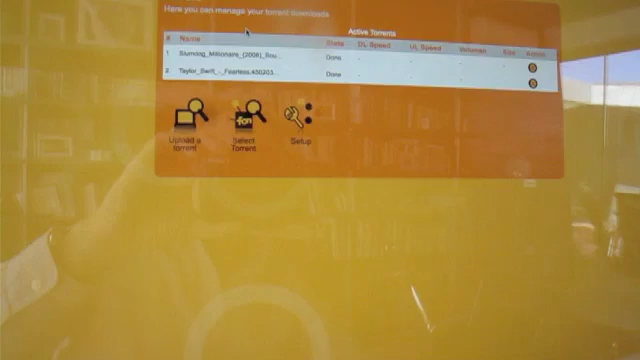 Here you can manage your torrent downloads
Active Torrents
# Name State DL Speed UL Speed Volumen Size Action
1 Slumdog_Millionaire_(2008)_Sou... Done - - - -
2 Taylor_Swift_-_Fearless.450203... Done - - - -
fon
Upload a Select Setup
torrent Torrent